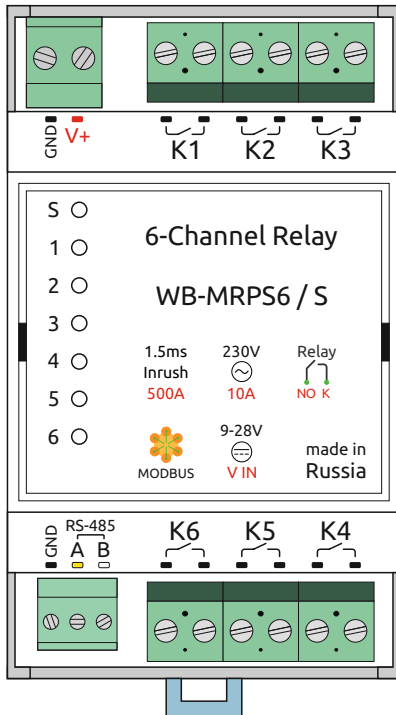 GND V+ K1 K2 K3
S
1
2
3
4
5
6
6-Channel Relay
WB-MRPS6 / S
1.5ms 230V Relay
Inrush
500A 10A NO K
9-28V
MODBUS V IN
made in
Russia
RS-485
GND A B K6 K5 K4